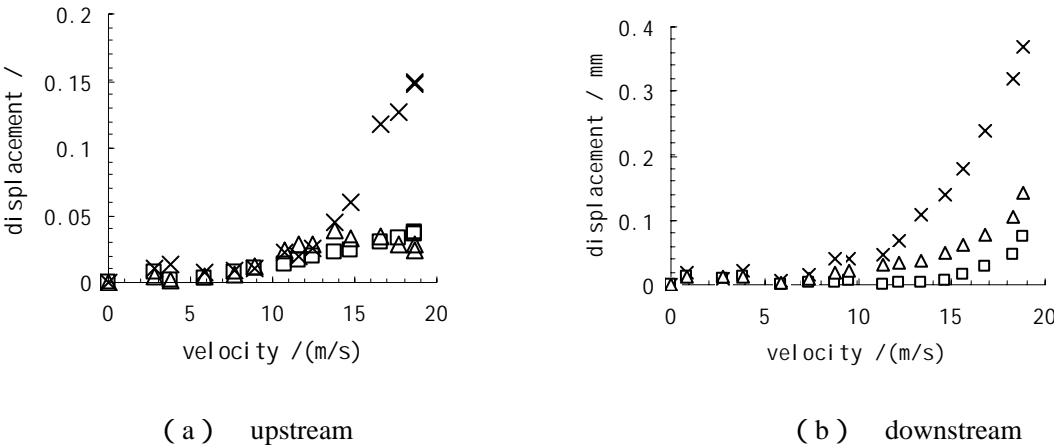 0.2
0.15
0.1
0.05
0
displacement /
0 5 10 15 20
velocity /(m/s)
(a) upstream
0.4
0.3
0.2
0.1
0
displacement / mm
0 5 10 15 20
velocity /(m/s)
(b) downstream